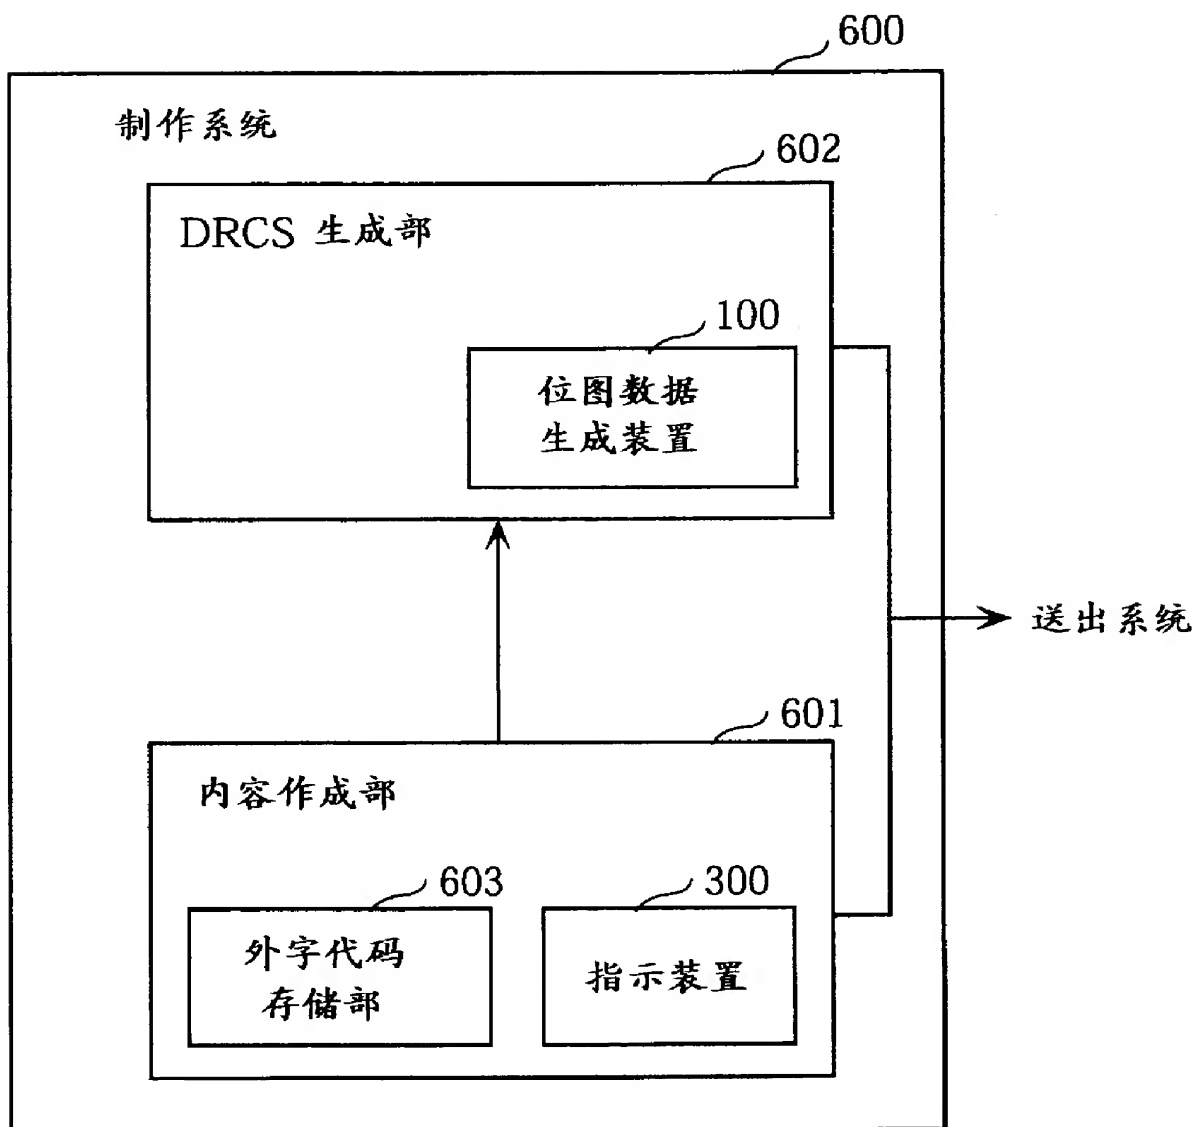 600
制作系统
602
DRCS 生成部
100
位图数据
生成装置
送出系统
601
内容作成部
603
300
外字代码
存储部
指示装置